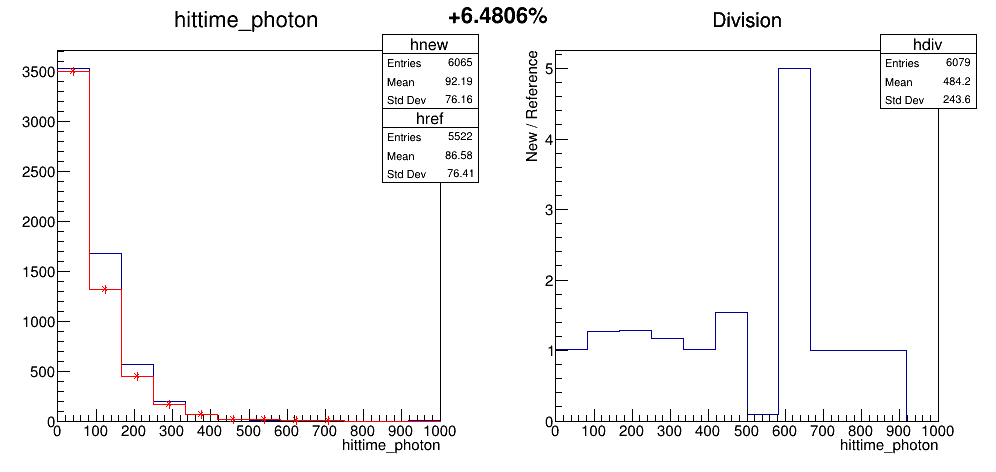 hittime_photon
+6.4806%
Division
hnew
Entries 6065
Mean 92.19
Std Dev 76.16
href
Entries 5522
Mean 86.58
Std Dev 76.41
3500
3000
2500
2000
1500
1000
500
0
0 100 200 300 400 500 600 700 800 900 1000
hittime_photon
hdiv
Entries 6079
Mean 484.2
Std Dev 243.6
New / Reference
5
4
3
2
1
0
0 100 200 300 400 500 600 700 800 900 1000
hittime_photon